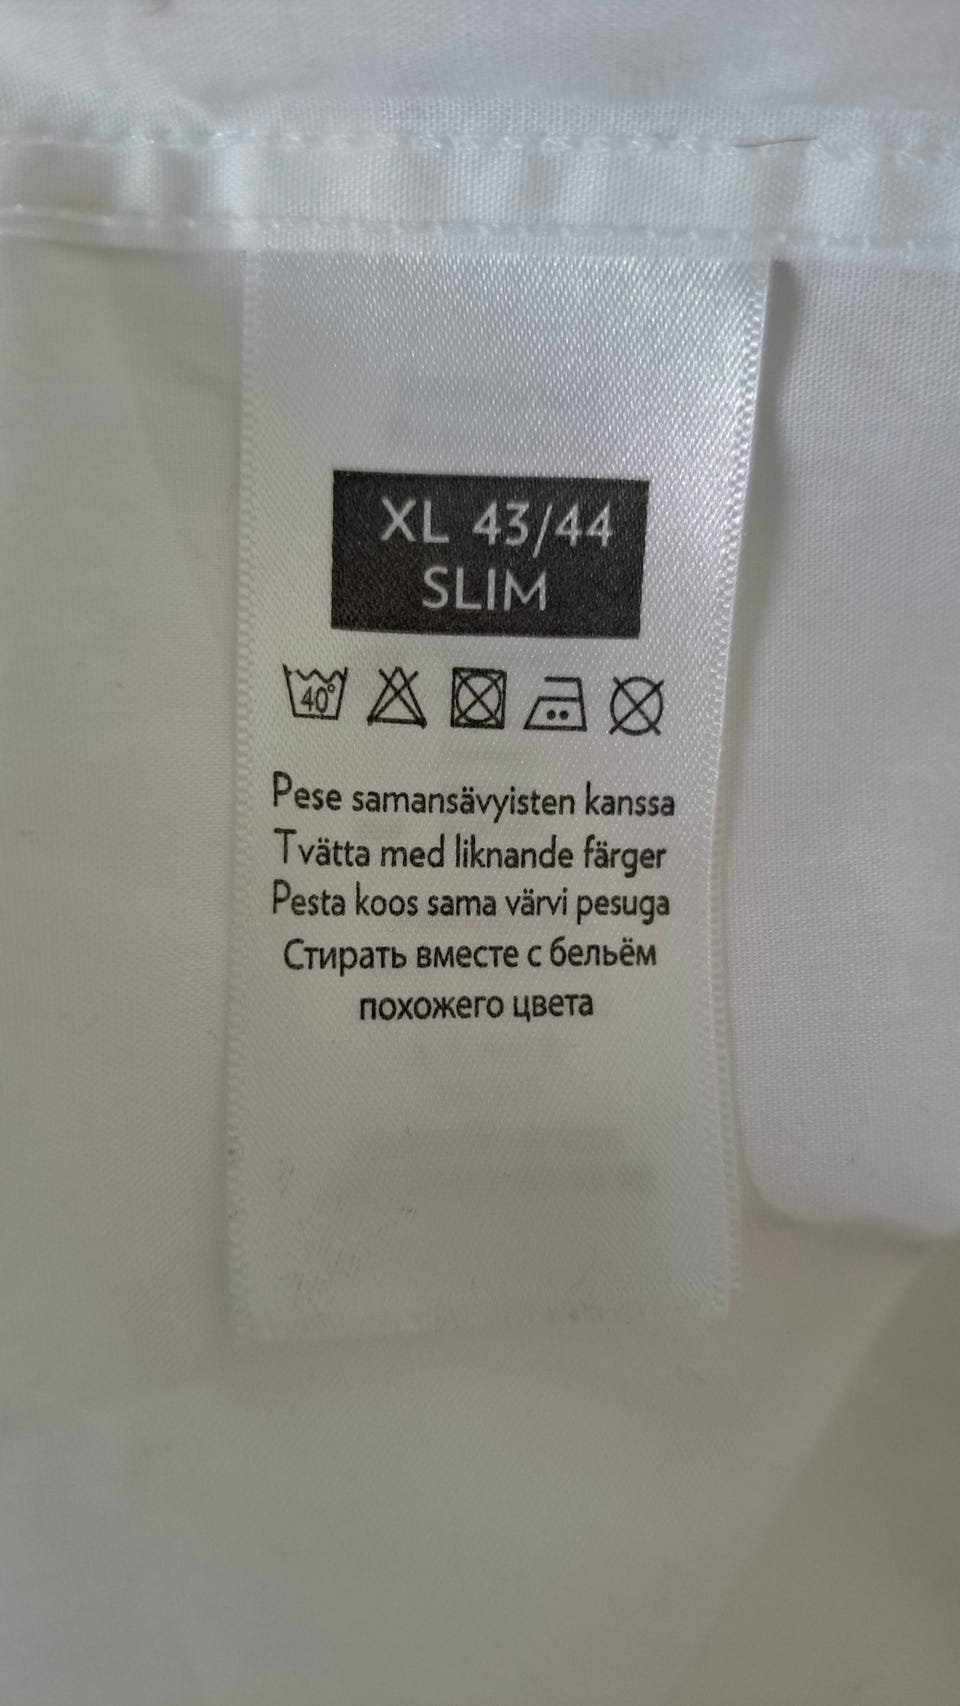 XL 43/44
SLIM
40°
Pese samansävyisten kanssa
Tvätta med liknande färger
Pesta koos sama värvi pesuga
Стирать вместе с бельём
похожего цвета